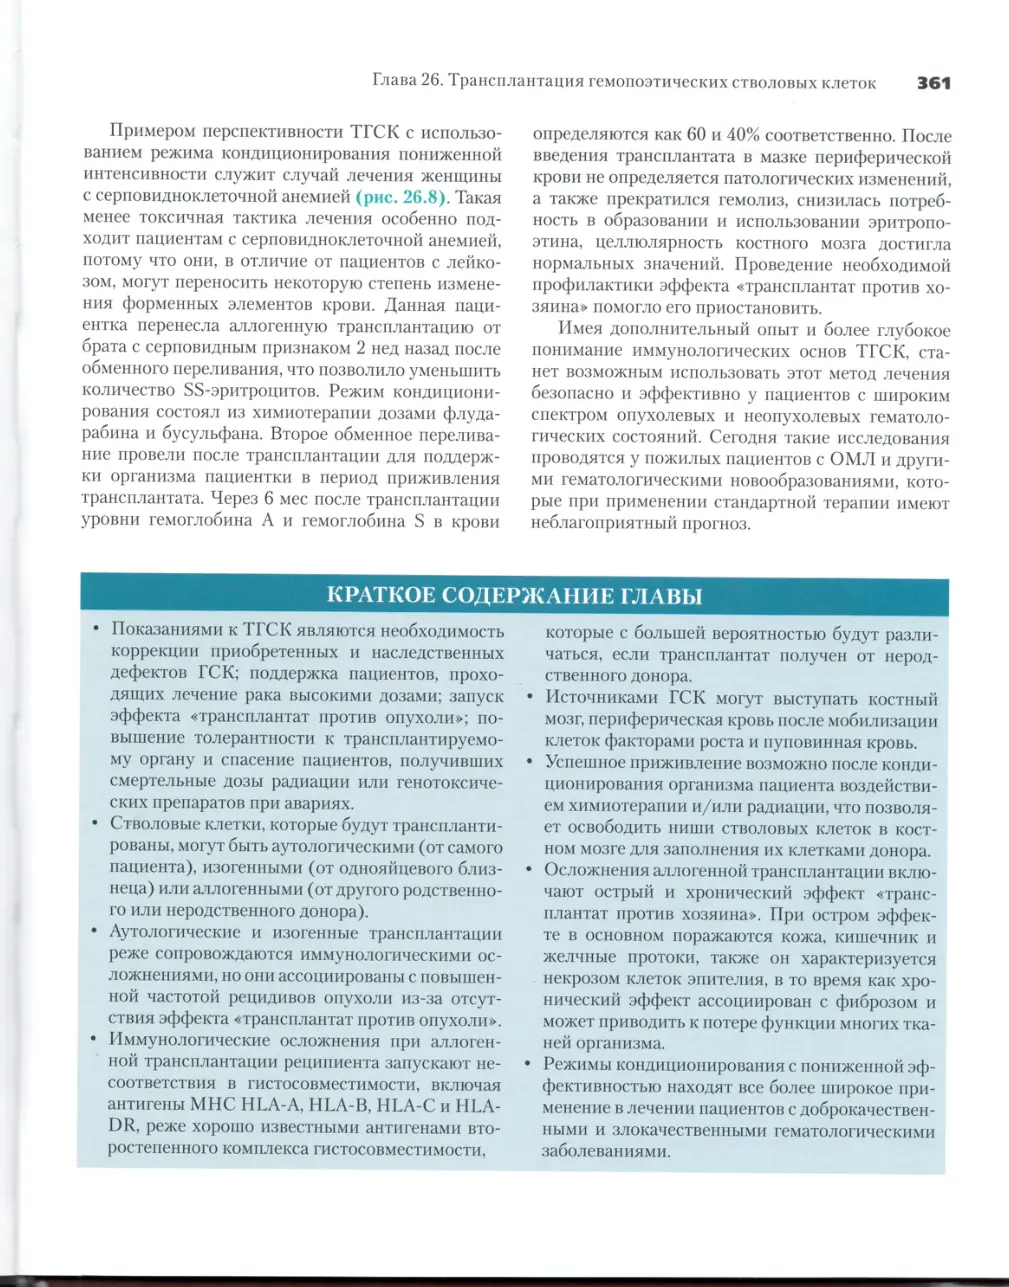 Глава 26. Трансплантация гемопоэтических стволовых клеток 361
Примером перспективности ТГСК с использо-
ванием режима кондиционирования пониженной
интенсивности служит случай лечения женщины
с серповидноклеточной анемией (рис. 26.8). Такая
менее токсичная тактика лечения особенно под-
ходит пациентам с серповидноклеточной анемией,
потому что они, в отличие от пациентов с лейко-
зом, могут переносить некоторую степень измене-
ния форменных элементов крови. Данная паци-
ентка перенесла аллогенную трансплантацию от
брата с серповидным признаком 2 нед назад после
обменного переливания, что позволило уменьшить
количество SS-эритроцитов. Режим кондициони-
рования состоял из химиотерапии дозами флуда-
рабина и бусульфана. Второе обменное перелива-
ние провели после трансплантации для поддерж-
ки организма пациентки в период приживления
трансплантата. Через 6 мес после трансплантации
уровни гемоглобина A и гемоглобина S в крови
определяются как 60 и 40% соответственно. После
введения трансплантата в мазке периферической
крови не определяется патологических изменений,
а также прекратился гемолиз, снизилась потреб-
ность в образовании и использовании эритропо-
этина, целлюлярность костного мозга достигла
нормальных значений. Проведение необходимой
профилактики эффекта «трансплантат против хо-
зяина» помогло его приостановить.
Имея дополнительный опыт и более глубокое
понимание иммунологических основ ТГСК, ста-
нет возможным использовать этот метод лечения
безопасно и эффективно у пациентов с широким
спектром опухолевых и неопухолевых гематоло-
гических состояний. Сегодня такие исследования
проводятся у пожилых пациентов с ОМЛ и други-
ми гематологическими новообразованиями, кото-
рые при применении стандартной терапии имеют
неблагоприятный прогноз.
КРАТКОЕ СОДЕРЖАНИЕ ГЛАВЫ
• Показаниями к ТГСК являются необходимость
коррекции приобретенных и наследственных
дефектов ГСК; поддержка пациентов, прохо-
дящих лечение рака высокими дозами; запуск
эффекта «трансплантат против опухоли»; по-
вышение толерантности к трансплантируемо-
му органу и спасение пациентов, получивших
смертельные дозы радиации или генотоксиче-
ских препаратов при авариях.
• Стволовые клетки, которые будут транспланти-
рованы, могут быть аутологическими (от самого
пациента), изогенными (от однояйцевого близ-
неца) или аллогенными (от другого родственно-
го или неродственного донора).
• Аутологические и изогенные трансплантации
реже сопровождаются иммунологическими ос-
ложнениями, но они ассоциированы с повышен-
ной частотой рецидивов опухоли из-за отсут-
ствия эффекта «трансплантат против опухоли».
• Иммунологические осложнения при аллоген-
ной трансплантации реципиента запускают не-
соответствия в гистосовместимости, включая
антигены MHC HLA-A, HLA-B, HLA-C и HLA-
DR, реже хорошо известными антигенами вто-
ростепенного комплекса гистосовместимости,
которые с большей вероятностью будут разли-
чаться, если трансплантат получен от нерод-
ственного донора.
• Источниками ГСК могут выступать костный
мозг, периферическая кровь после мобилизации
клеток факторами роста и пуповинная кровь.
• Успешное приживление возможно после конди-
ционирования организма пациента воздействи-
ем химиотерапии и/или радиации, что позволя-
ет освободить ниши стволовых клеток в кост-
ном мозге для заполнения их клетками донора.
• Осложнения аллогенной трансплантации вклю-
чают острый и хронический эффект «транс-
плантат против хозяина». При остром эффек-
те в основном поражаются кожа, кишечник и
желчные протоки, также он характеризуется
некрозом клеток эпителия, в то время как хро-
нический эффект ассоциирован с фиброзом и
может приводить к потере функции многих тка-
ней организма.
• Режимы кондиционирования с пониженной эф-
фективностью находят все более широкое при-
менение в лечении пациентов с доброкачествен-
ными и злокачественными гематологическими
заболеваниями.